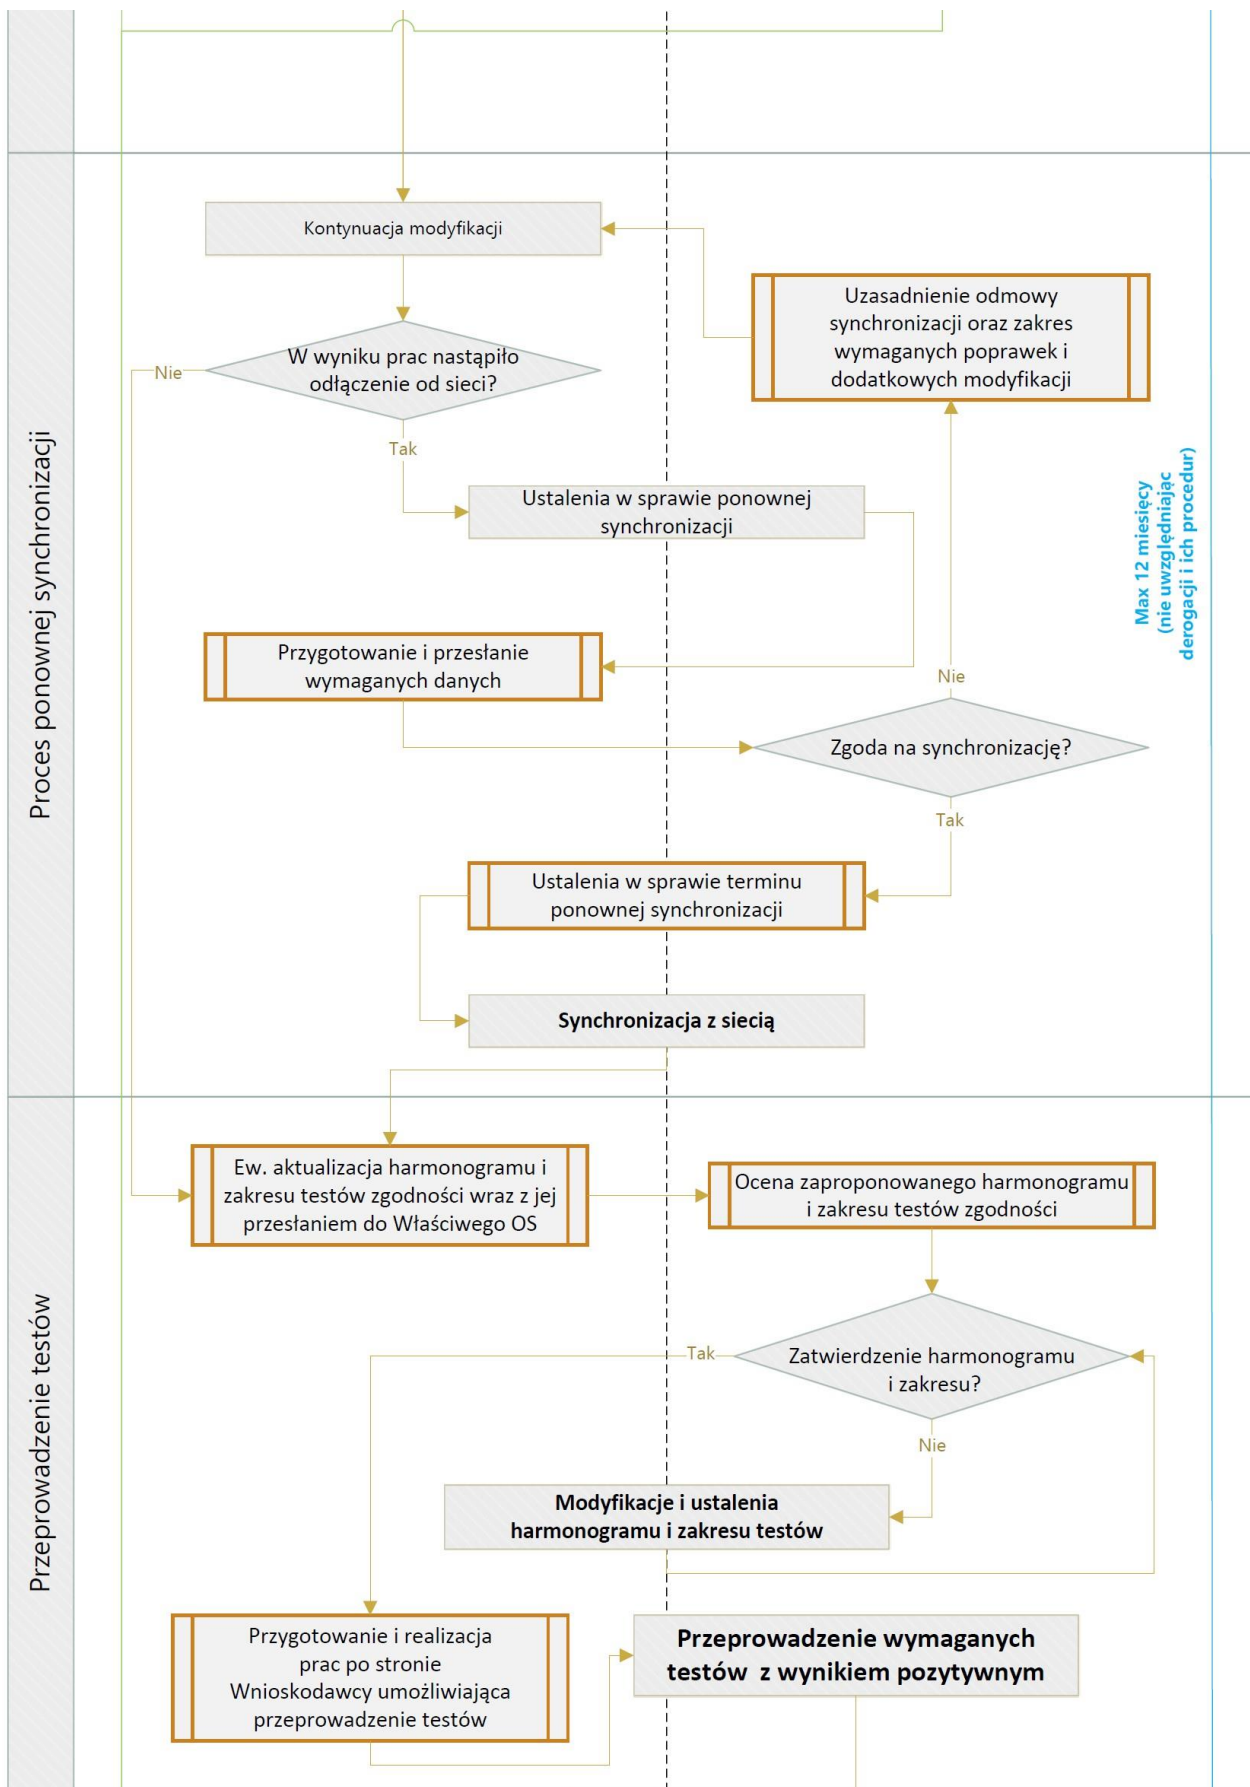 Proces ponownej synchronizacji
Kontynuacja modyfikacji
Uzasadnienie odmowy
synchronizacji oraz zakres
wymaganych poprawek i
dodatkowych modyfikacji
W wyniku prac nastąpiło
odłączenie od sieci?
Nie
Tak
Ustalenia w sprawie ponownej
synchronizacji
Max 12 miesięcy
(nie uwzględniając
derogacji i ich procedur)
Przygotowanie i przesłanie
wymaganych danych
Nie
Zgoda na synchronizację?
Tak
Ustalenia w sprawie terminu
ponownej synchronizacji
Synchronizacja z siecią
Przeprowadzenie testów
Ew. aktualizacja harmonogramu i
zakresu testów zgodności wraz z jej
przesłaniem do Właściwego OS
Ocena zaproponowanego harmonogramu
i zakresu testów zgodności
Tak
Zatwierdzenie harmonogramu
i zakresu?
Nie
Modyfikacje i ustalenia
harmonogramu i zakresu testów
Przygotowanie i realizacja
prac po stronie
Wnioskodawcy umożliwiająca
przeprowadzenie testów
Przeprowadzenie wymaganych
testów z wynikiem pozytywnym